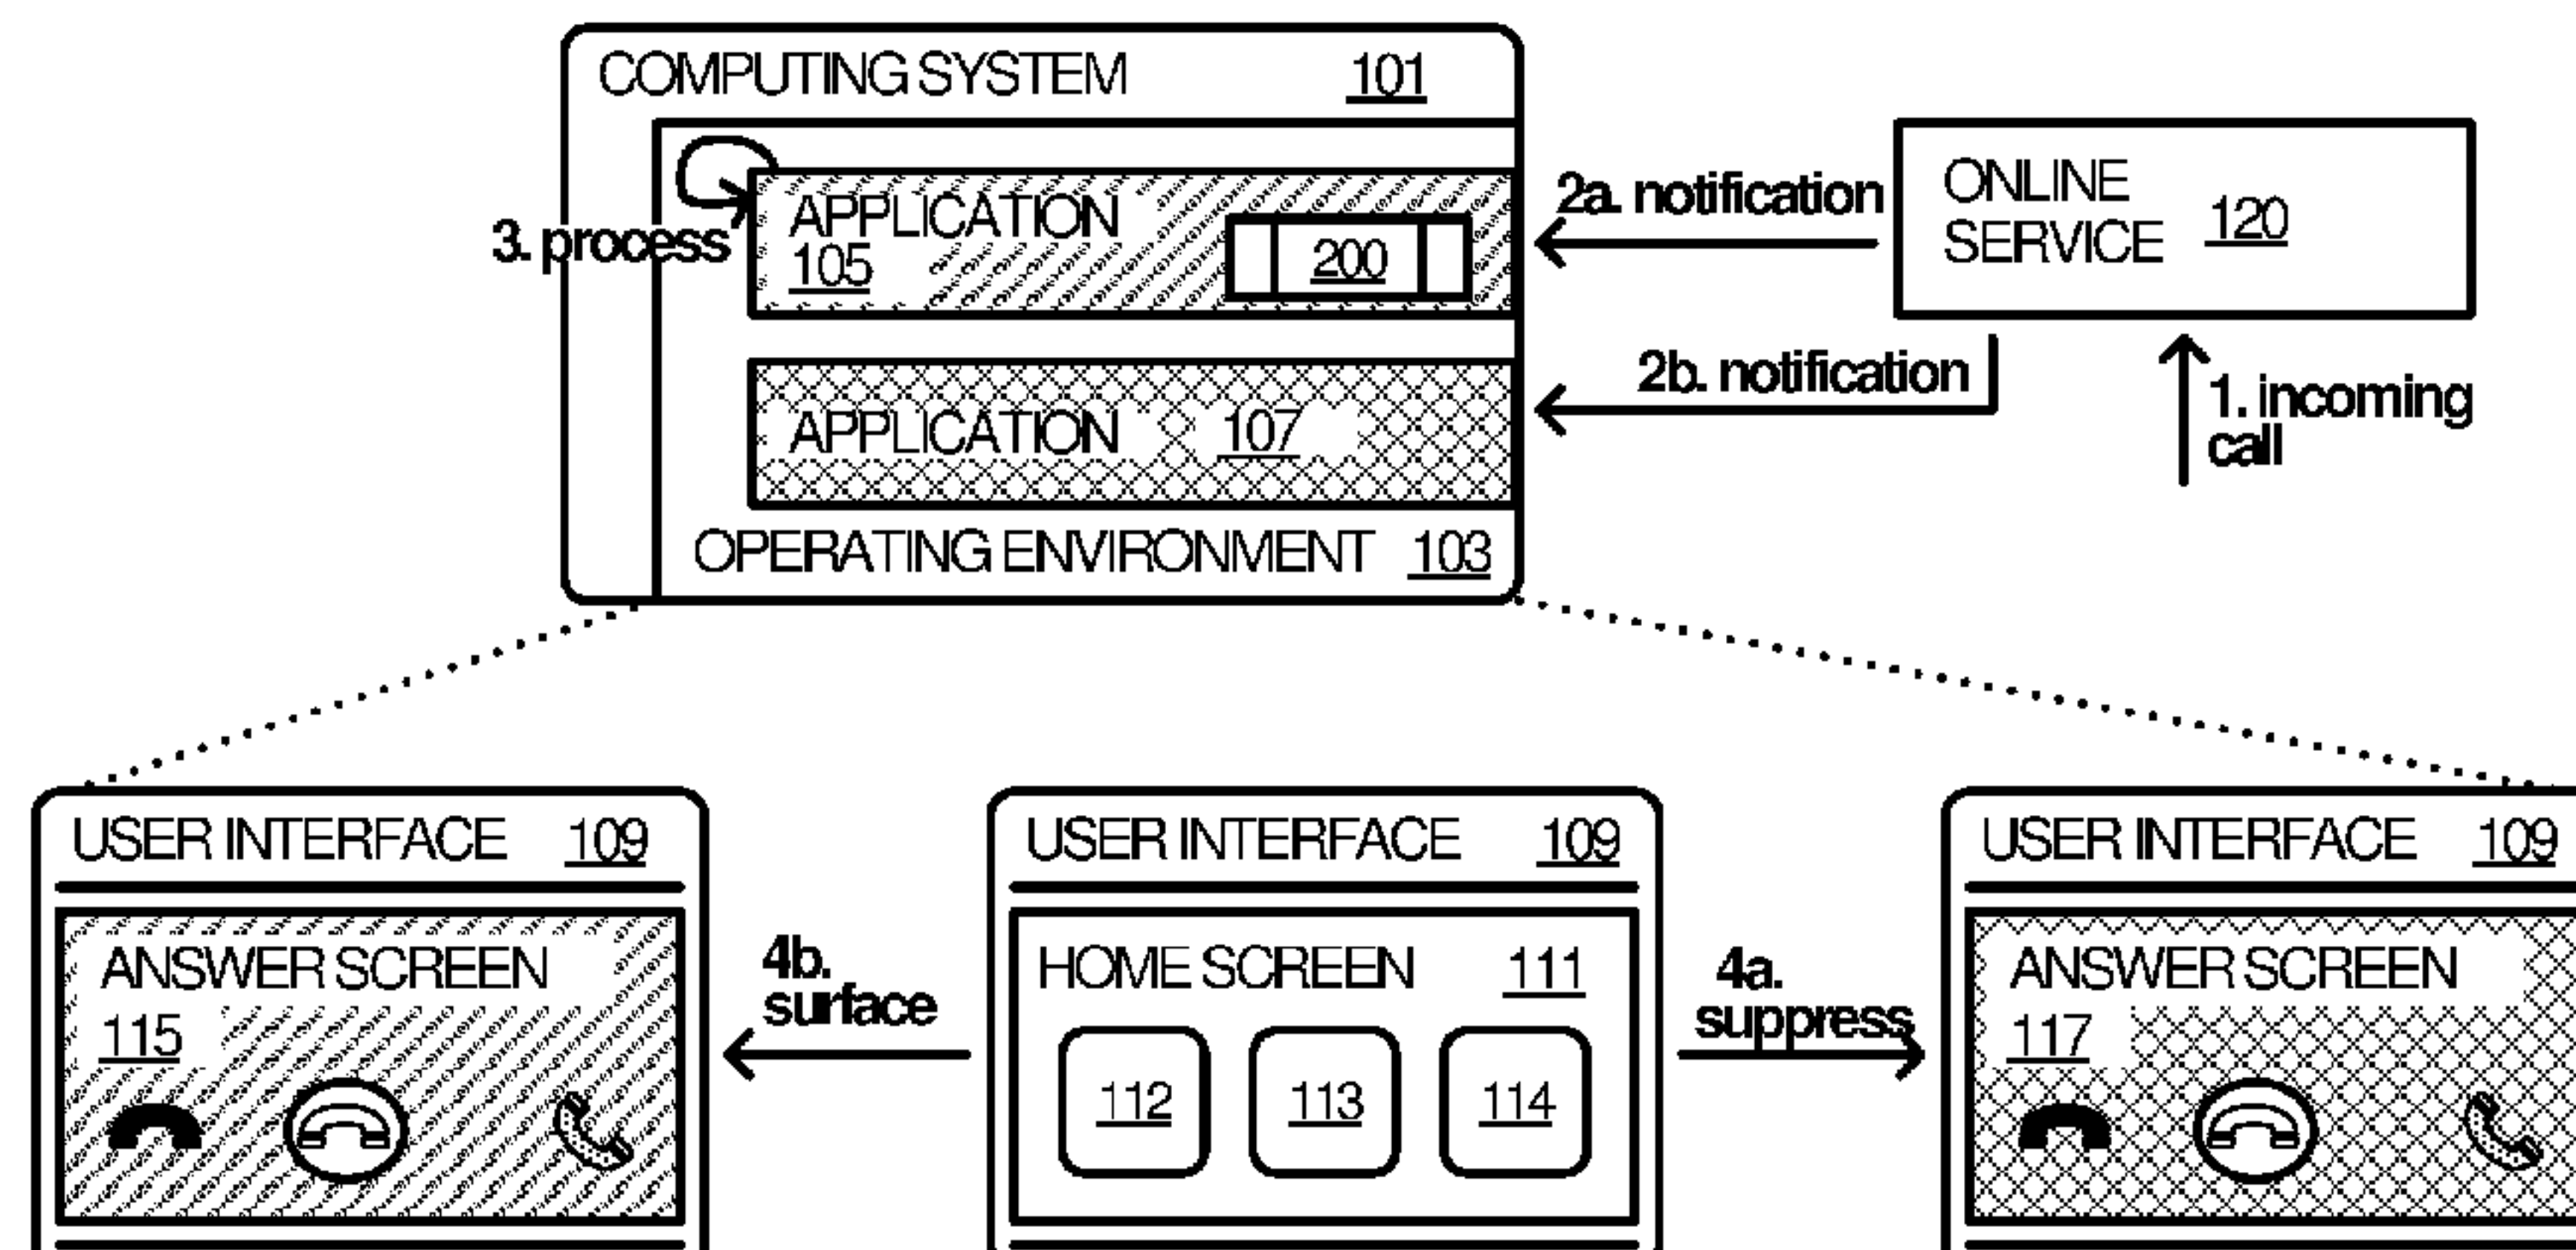 COMPUTING SYSTEM 101
3. process
APPLICATION
105
200
2a. notification
ONLINE
SERVICE 120
2b. notification
1. incoming
call
APPLICATION 107
OPERATING ENVIRONMENT 103
USER INTERFACE 109
ANSWER SCREEN
115
4b.
surface
USER INTERFACE 109
HOME SCREEN 111
112 113 114
4a.
suppress
USER INTERFACE 109
ANSWER SCREEN
117